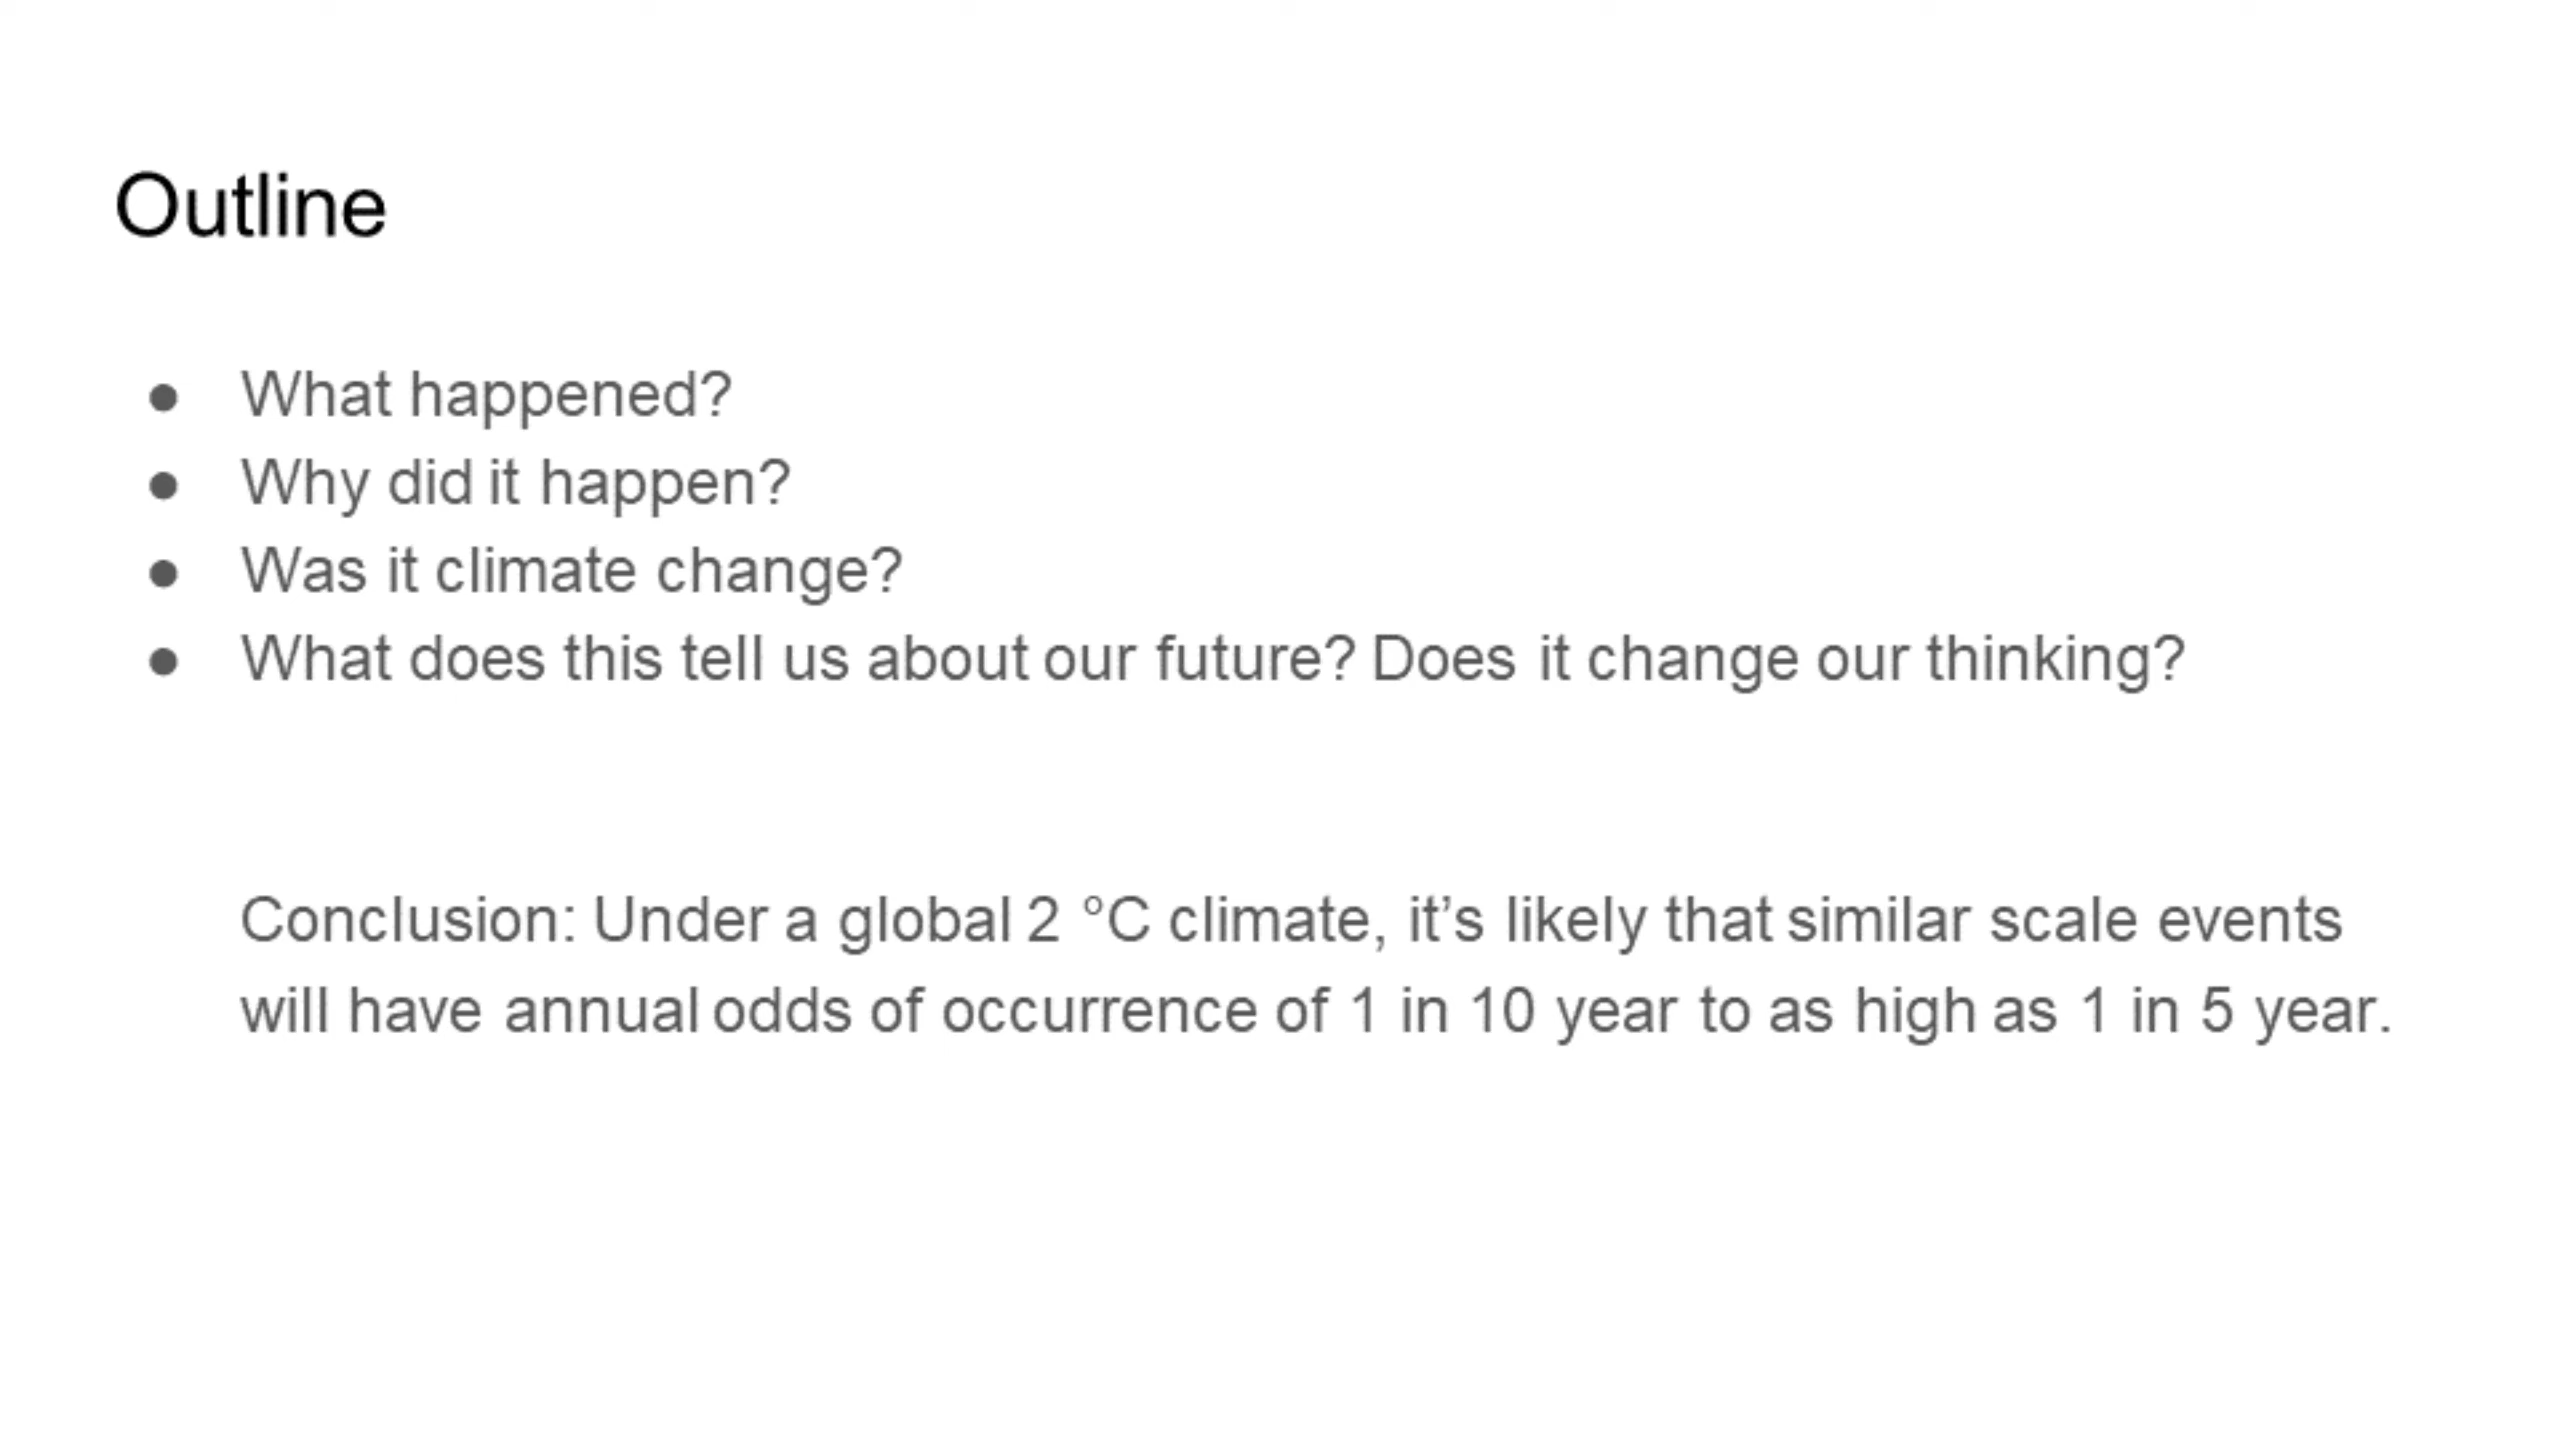 Outline
● What happened?
● Why did it happen?
● Was it climate change?
● What does this tell us about our future? Does it change our thinking?
Conclusion: Under a global 2 °C climate, it’s likely that similar scale events
will have annual odds of occurrence of 1 in 10 year to as high as 1 in 5 year.